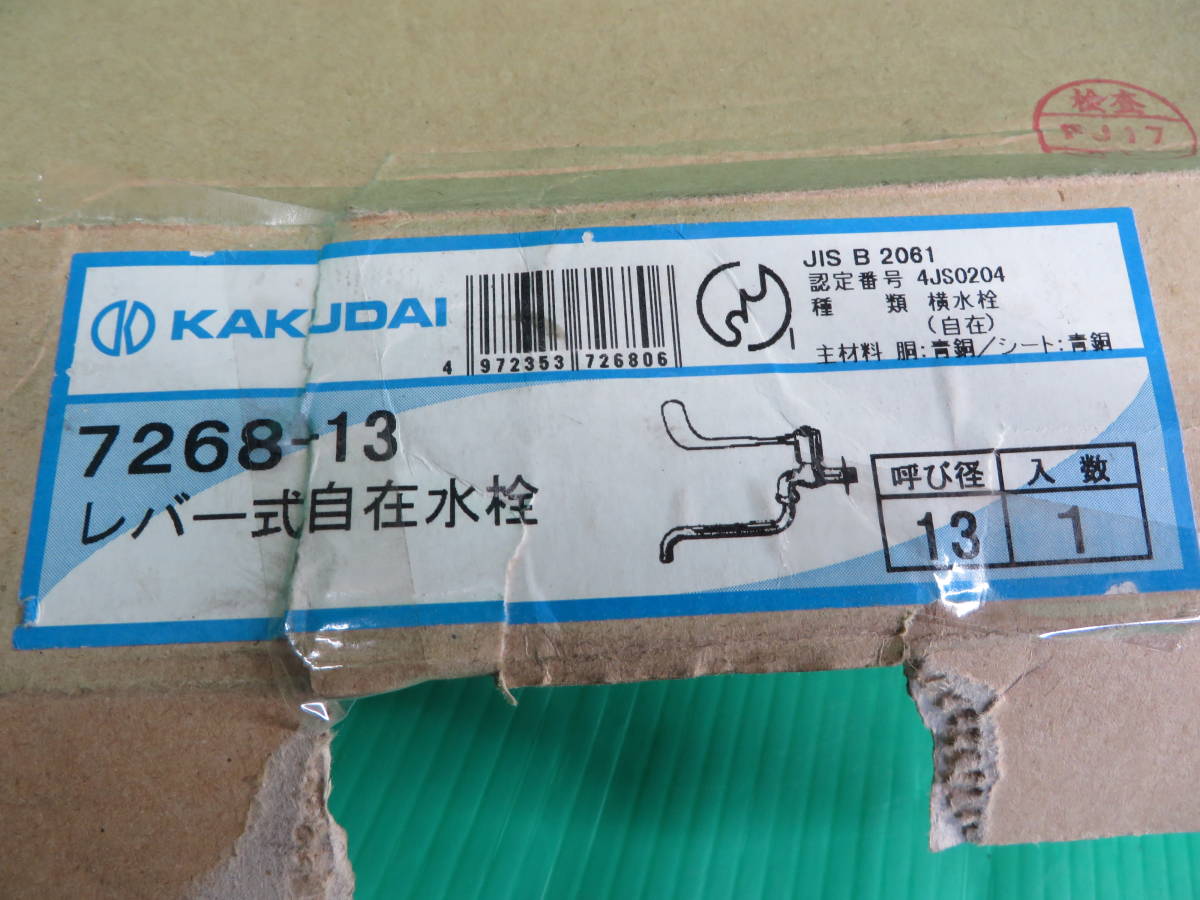 検査
KAKUDAI
4 972353 726806
JIS B 2061
認定番号 4JS0204
種 類 横水栓
(自在)
主材料 胴:青銅/シート:青銅
7268-13
レバー式自在水栓
呼び径 入数
13 1